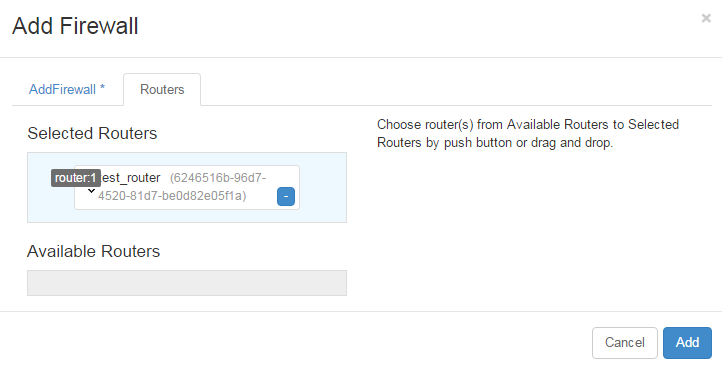 Add Firewall
×
AddFirewall *
Routers
Selected Routers
Choose router(s) from Available Routers to Selected
Routers by push button or drag and drop.
router:1
est_router (6246516b-96d7-
4520-81d7-be0d82e05f1a)
-
Available Routers
Cancel
Add